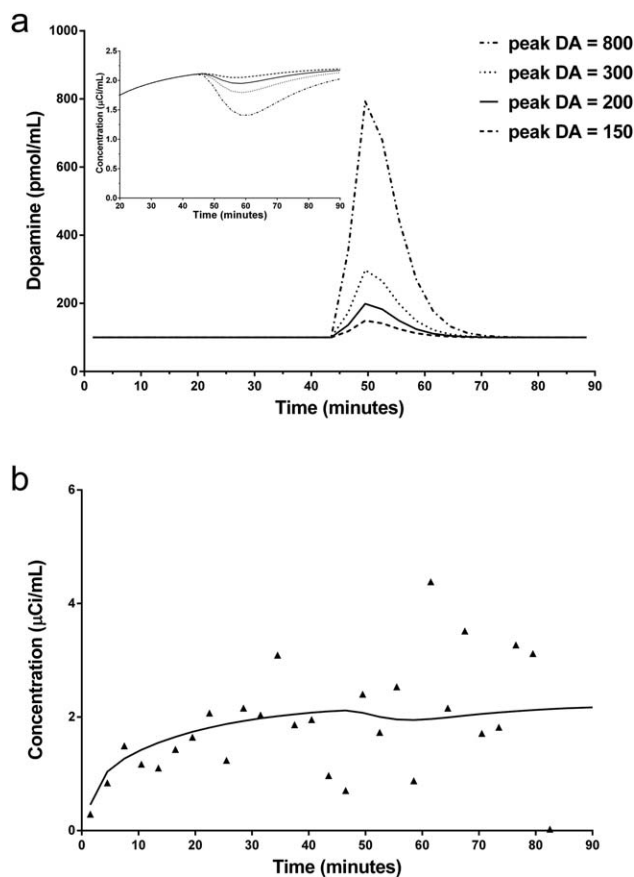 a
1000
800
600
400
200
0
Dopamine (pmol/mL)
0 10 20 30 40 50 60 70 80 90
Time (minutes)
2.5
2.0
1.5
1.0
0.5
0.0
Concentration (μCi/mL)
20 30 40 50 60 70 80 90
Time (minutes)
peak DA = 800
peak DA = 300
peak DA = 200
peak DA = 150
b
6
4
2
0
Concentration (μCi/mL)
0 10 20 30 40 50 60 70 80 90
Time (minutes)